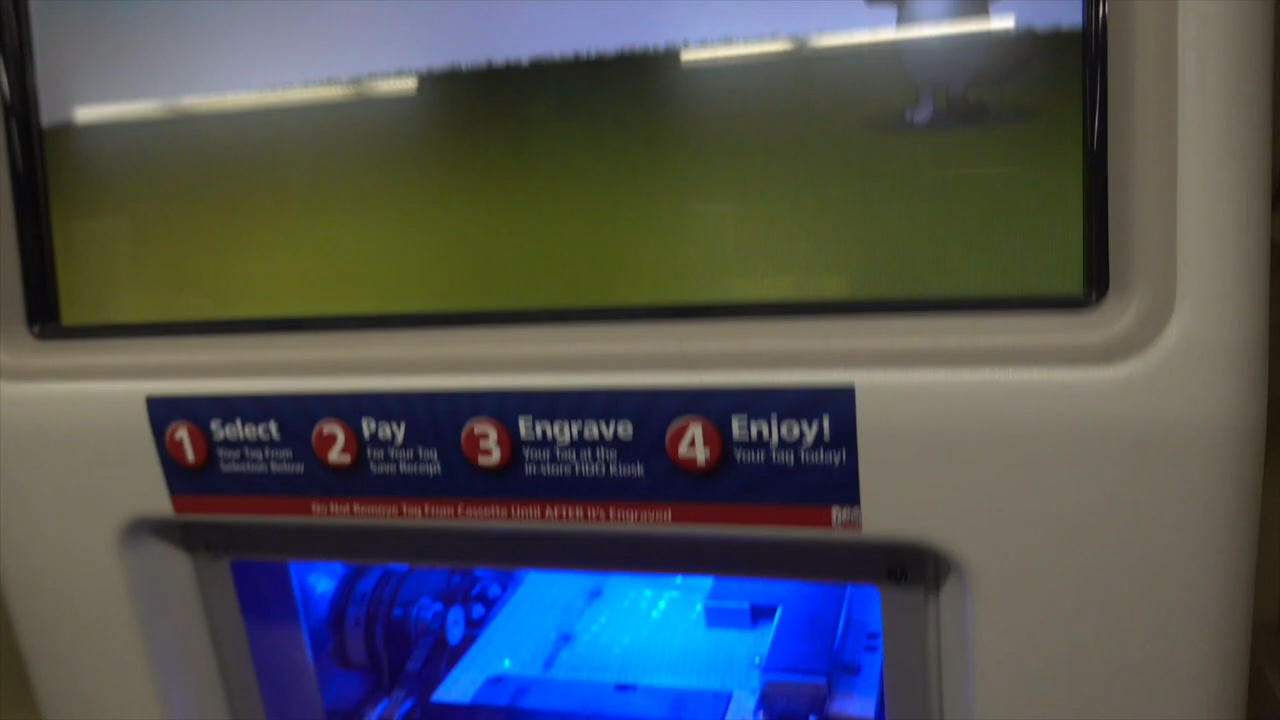 1 Select
Your Tag From
Selection Below
2 Pay
For Your Tag
Save Receipt
3 Engrave
Your Tag at the
In-store HDO Kiosk
4 Enjoy!
Your Tag Today!
Do Not Remove Tag From Cassette Until AFTER It's Engraved